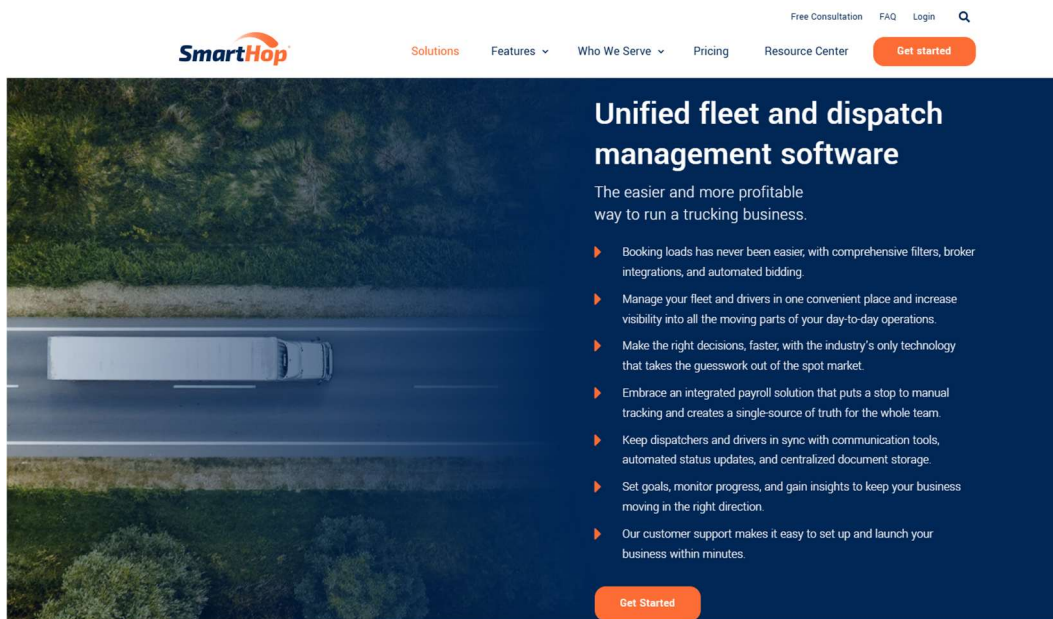 Free Consultation FAQ Login
SmartHop
Solutions Features Who We Serve Pricing Resource Center Get started
Unified fleet and dispatch
management software
The easier and more profitable
way to run a trucking business.
Booking loads has never been easier, with comprehensive filters, broker
integrations, and automated bidding.
Manage your fleet and drivers in one convenient place and increase
visibility into all the moving parts of your day-to-day operations.
Make the right decisions, faster, with the industry's only technology
that takes the guesswork out of the spot market.
Embrace an integrated payroll solution that puts a stop to manual
tracking and creates a single-source of truth for the whole team.
Keep dispatchers and drivers in sync with communication tools,
automated status updates, and centralized document storage.
Set goals, monitor progress, and gain insights to keep your business
moving in the right direction.
Our customer support makes it easy to set up and launch your
business within minutes.
Get Started